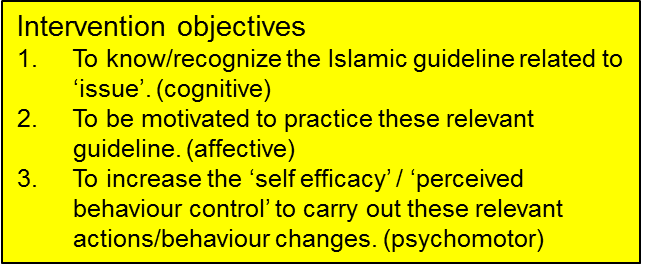 Intervention objectives
1. To know/recognize the Islamic guideline related to
‘issue’. (cognitive)
2. To be motivated to practice these relevant
guideline. (affective)
3. To increase the ‘self efficacy’ / ‘perceived
behaviour control’ to carry out these relevant
actions/behaviour changes. (psychomotor)